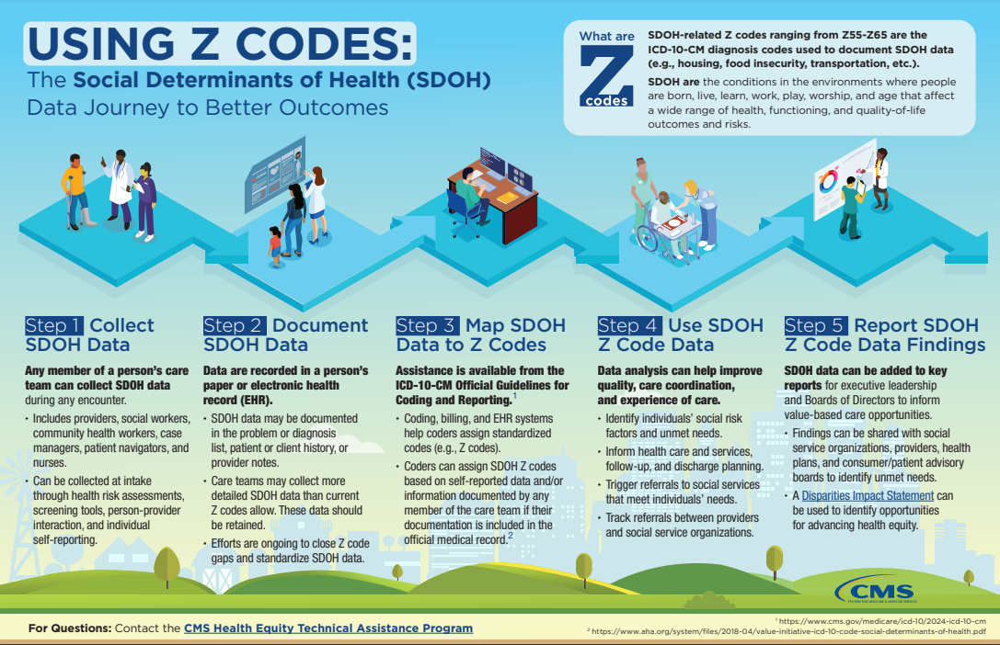 USING Z CODES:
The Social Determinants of Health (SDOH)
Data Journey to Better Outcomes
What are
Z
codes
SDOH-related Z codes ranging from Z55-Z65 are the
ICD-10-CM diagnosis codes used to document SDOH data
(e.g., housing, food insecurity, transportation, etc.).
SDOH are the conditions in the environments where people
are born, live, learn, work, play, worship, and age that affect
a wide range of health, functioning, and quality-of-life
outcomes and risks.
Step 1 Collect
SDOH Data
Any member of a person's care
team can collect SDOH data
during any encounter.
• Includes providers, social workers,
community health workers, case
managers, patient navigators, and
nurses.
• Can be collected at intake
through health risk assessments,
screening tools, person-provider
interaction, and individual
self-reporting.
Step 2 Document
SDOH Data
Data are recorded in a person's
paper or electronic health
record (EHR).
• SDOH data may be documented
in the problem or diagnosis
list, patient or client history, or
provider notes.
• Care teams may collect more
detailed SDOH data than current
Z codes allow. These data should
be retained.
• Efforts are ongoing to close Z code
gaps and standardize SDOH data.
Step 3 Map SDOH
Data to Z Codes
Assistance is available from the
ICD-10-CM Official Guidelines for
Coding and Reporting.1
• Coding, billing, and EHR systems
help coders assign standardized
codes (e.g., Z codes).
• Coders can assign SDOH Z codes
based on self-reported data and/or
information documented by any
member of the care team if their
documentation is included in the
official medical record.2
Step 4 Use SDOH
Z Code Data
Data analysis can help improve
quality, care coordination,
and experience of care.
• Identify individuals' social risk
factors and unmet needs.
• Inform health care and services,
follow-up, and discharge planning.
• Trigger referrals to social services
that meet individuals' needs.
• Track referrals between providers
and social service organizations.
Step 5 Report SDOH
Z Code Data Findings
SDOH data can be added to key
reports for executive leadership
and Boards of Directors to inform
value-based care opportunities.
• Findings can be shared with social
service organizations, providers, health
plans, and consumer/patient advisory
boards to identify unmet needs.
• A Disparities Impact Statement can
be used to identify opportunities
for advancing health equity.
CMS
CENTERS FOR MEDICARE & MEDICAID SERVICES
For Questions: Contact the CMS Health Equity Technical Assistance Program
1 https://www.cms.gov/medicare/icd-10/2024-icd-10-cm
2 https://www.aha.org/system/files/2018-04/value-initiative-icd-10-code-social-determinants-of-health.pdf